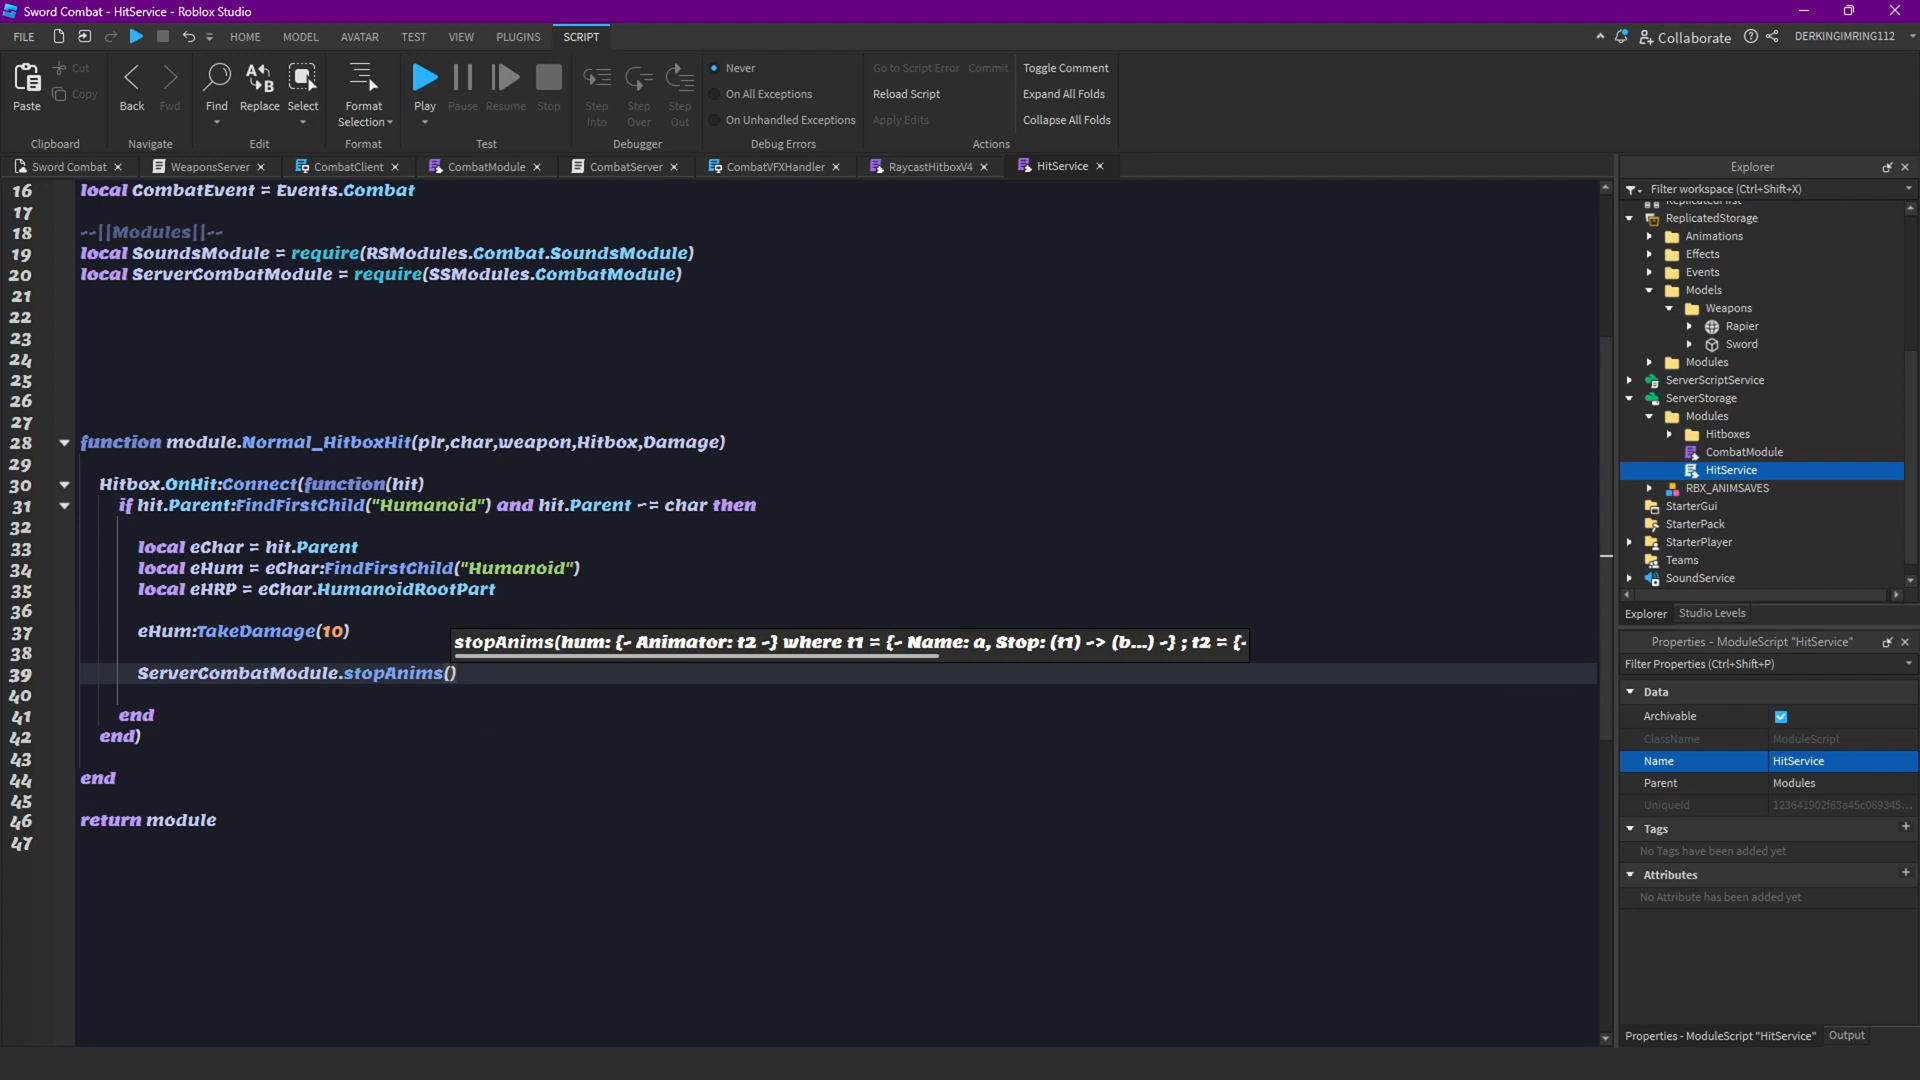 Sword Combat - HitService - Roblox Studio
FILE HOME MODEL AVATAR TEST VIEW PLUGINS SCRIPT Collaborate DERKINGIMRING112
Paste Cut Copy Back Fwd Find Replace Select Format Selection Play Pause Resume Stop Step Into Step Over Step Out
Never
On All Exceptions
On Unhandled Exceptions
Go to Script Error Commit
Reload Script
Apply Edits
Toggle Comment
Expand All Folds
Collapse All Folds
Clipboard Navigate Edit Format Test Debugger Debug Errors Actions
Sword Combat WeaponsServer CombatClient CombatModule CombatServer CombatVFXHandler RaycastHitboxV4 HitService
16 local CombatEvent = Events.Combat
17
18 --||Modules||--
19 local SoundsModule = require(RSModules.Combat.SoundsModule)
20 local ServerCombatModule = require(SSModules.CombatModule)
21
22
23
24
25
26
27
28 function module.Normal_HitboxHit(plr,char,weapon,Hitbox,Damage)
29
30 Hitbox.OnHit:Connect(function(hit)
31 if hit.Parent:FindFirstChild("Humanoid") and hit.Parent ~= char then
32
33 local eChar = hit.Parent
34 local eHum = eChar:FindFirstChild("Humanoid")
35 local eHRP = eChar.HumanoidRootPart
36
37 eHum:TakeDamage(10)
stopAnims(hum: {- Animator: t2 -} where t1 = {- Name: a, Stop: (t1) -> (b...) -} ; t2 = {-
38
39 ServerCombatModule.stopAnims()
40
41 end
42 end)
43
44 end
45
46 return module
47
Explorer
Filter workspace (Ctrl+Shift+X)
ReplicatedFirst
ReplicatedStorage
Animations
Effects
Events
Models
Weapons
Rapier
Sword
Modules
ServerScriptService
ServerStorage
Modules
Hitboxes
CombatModule
HitService
RBX_ANIMSAVES
StarterGui
StarterPack
StarterPlayer
Teams
SoundService
Explorer Studio Levels
Properties - ModuleScript "HitService"
Filter Properties (Ctrl+Shift+P)
Data
Archivable
ClassName ModuleScript
Name HitService
Parent Modules
UniqueId 123641902f63a45c069345...
Tags
No Tags have been added yet
Attributes
No Attribute has been added yet
Properties - ModuleScript "HitService" Output